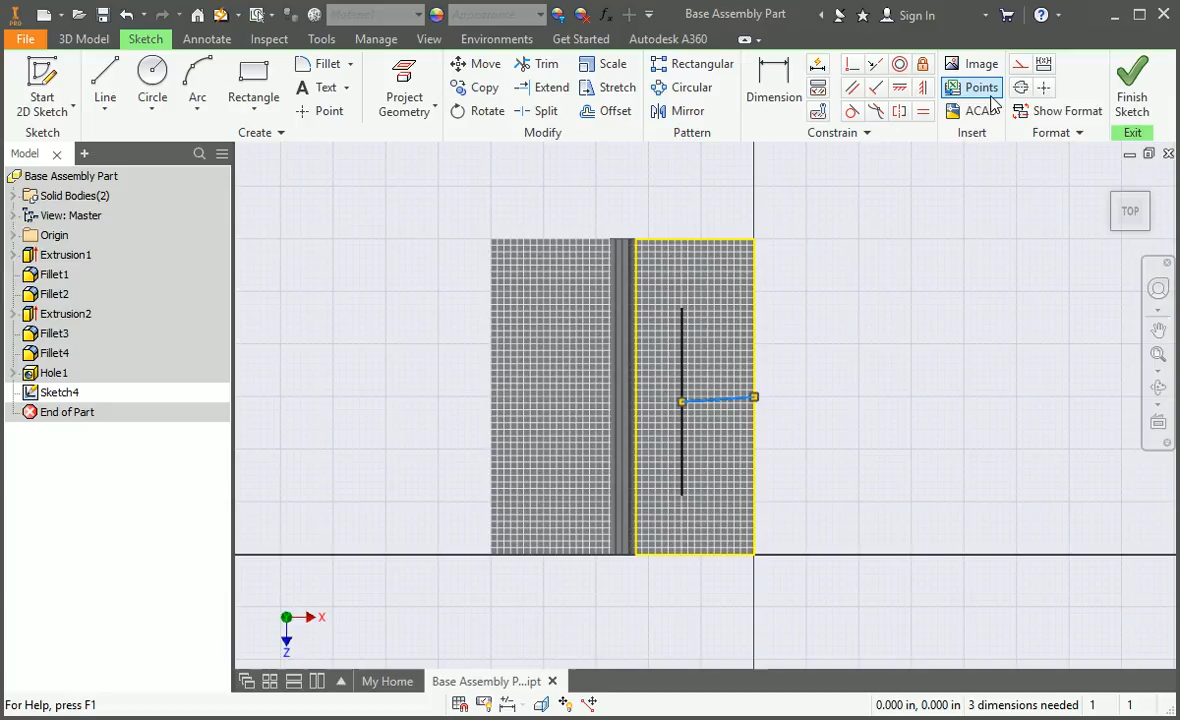 PRO
Material
Appearance
Base Assembly Part
Sign In
File
3D Model
Sketch
Annotate
Inspect
Tools
Manage
View
Environments
Get Started
Autodesk A360
Start
2D Sketch
Line
Circle
Arc
Rectangle
Fillet
Text
Point
Project
Geometry
Move
Copy
Rotate
Trim
Extend
Split
Scale
Stretch
Offset
Rectangular
Circular
Mirror
Dimension
Image
Points
ACAD
Show Format
Finish
Sketch
Sketch
Create
Modify
Pattern
Constrain
Insert
Format
Exit
Model
Base Assembly Part
Solid Bodies(2)
View: Master
Origin
Extrusion1
Fillet1
Fillet2
Extrusion2
Fillet3
Fillet4
Hole1
Sketch4
End of Part
TOP
X
Z
My Home
Base Assembly P...ipt
For Help, press F1
0.000 in, 0.000 in
3 dimensions needed
1
1